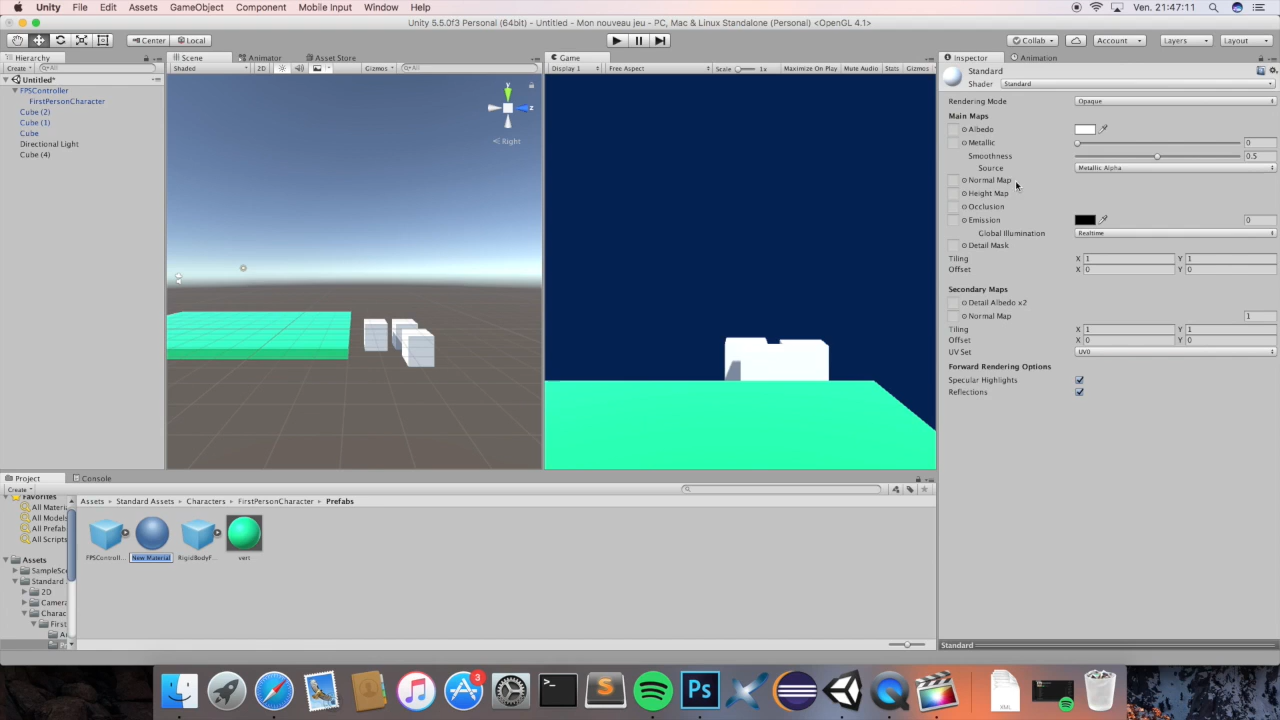 Unity File Edit Assets GameObject Component Mobile Input Window Help Ven. 21:47:11
Unity 5.5.0f3 Personal (64bit) - Untitled - Mon nouveau jeu - PC, Mac & Linux Standalone (Personal) <OpenGL 4.1>
Center Local Collab Account Layers Layout
Hierarchy Scene Animator Asset Store Game Inspector Animation
Create All Shaded 2D Gizmos All Display 1 Free Aspect Scale 1x Maximize On Play Mute Audio Stats Gizmos
Untitled*
FPSController
FirstPersonCharacter
Cube (2)
Cube (1)
Cube
Directional Light
Cube (4)
y
z
Right
Standard
Shader Standard
Rendering Mode Opaque
Main Maps
Albedo
Metallic 0
Smoothness 0.5
Source Metallic Alpha
Normal Map
Height Map
Occlusion
Emission 0
Global Illumination Realtime
Detail Mask
Tiling X 1 Y 1
Offset X 0 Y 0
Secondary Maps
Detail Albedo x2
Normal Map 1
Tiling X 1 Y 1
Offset X 0 Y 0
UV Set UV0
Forward Rendering Options
Specular Highlights
Reflections
Project Console
Create
Favorites
All Materi
All Models
All Prefab
All Scripts
Assets
SampleSce
Standard
2D
Camera
Charac
First
Assets Standard Assets Characters FirstPersonCharacter Prefabs
FPSControll... New Material RigidBodyF... vert
Standard
3
Ps
S
XML